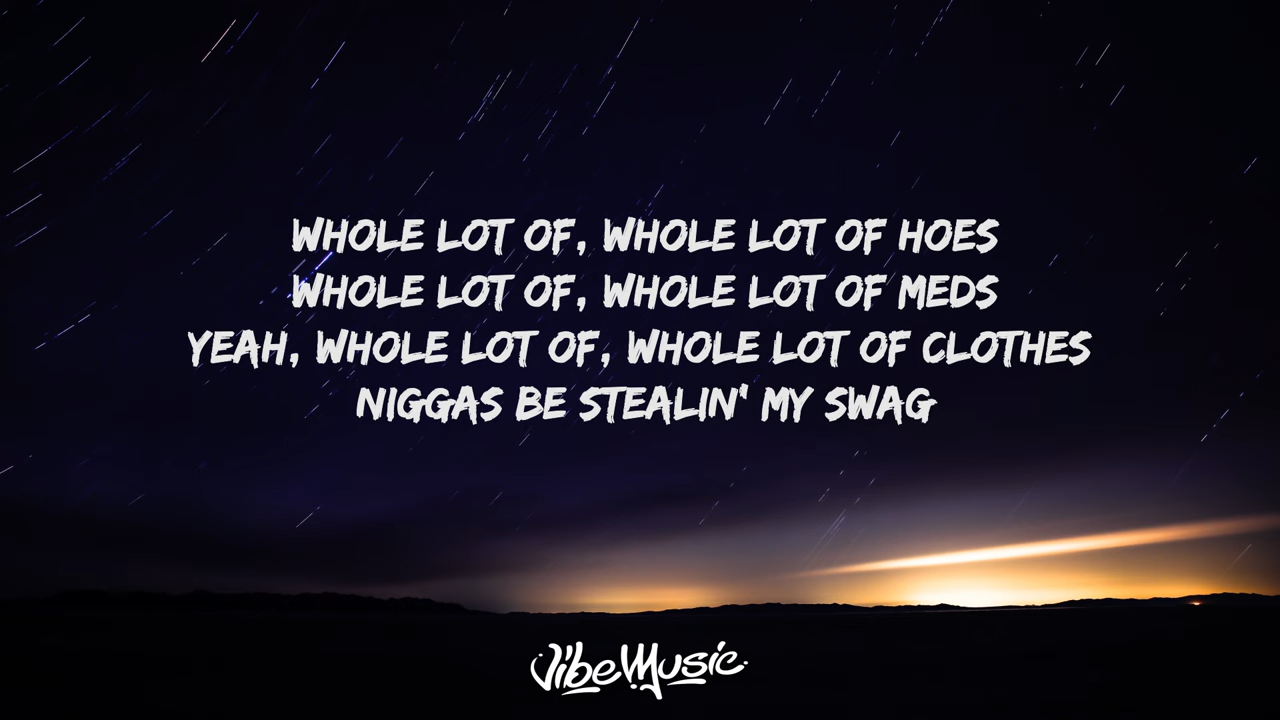 WHOLE LOT OF, WHOLE LOT OF HOES
WHOLE LOT OF, WHOLE LOT OF MEDS
YEAH, WHOLE LOT OF, WHOLE LOT OF CLOTHES
NIGGAS BE STEALIN' MY SWAG
VibeMusic